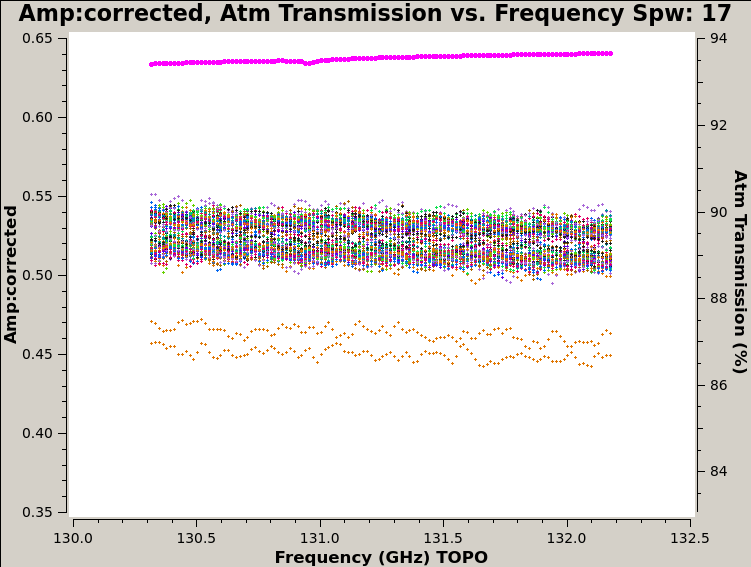 Amp:corrected, Atm Transmission vs. Frequency Spw: 17
0.65
0.60
0.55
0.50
0.45
0.40
0.35
Amp:corrected
94
92
90
88
86
84
Atm Transmission (%)
130.0 130.5 131.0 131.5 132.0 132.5
Frequency (GHz) TOPO